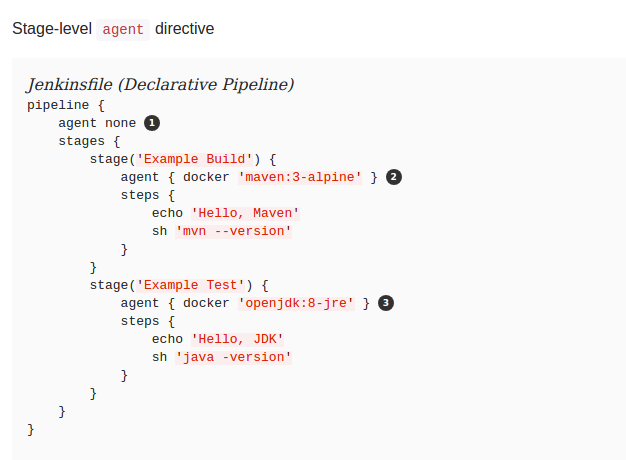 Stage-level agent directive
Jenkinsfile (Declarative Pipeline)
pipeline {
    agent none 1
    stages {
        stage('Example Build') {
            agent { docker 'maven:3-alpine' } 2
            steps {
                echo 'Hello, Maven'
                sh 'mvn --version'
            }
        }
        stage('Example Test') {
            agent { docker 'openjdk:8-jre' } 3
            steps {
                echo 'Hello, JDK'
                sh 'java -version'
            }
        }
    }
}